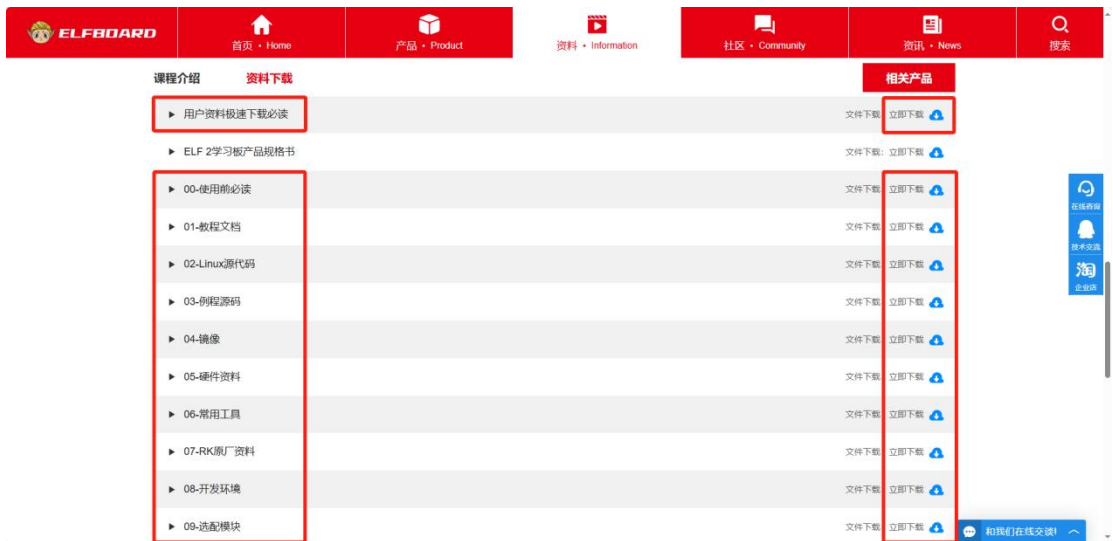 ELFBOARD
首页 · Home
产品 · Product
资料 · Information
社区 · Community
资讯 · News
搜索
课程介绍 资料下载 相关产品
用户资料极速下载必读 文件下载 立即下载
ELF 2学习板产品规格书 文件下载: 立即下载
00-使用前必读 文件下载 立即下载
01-教程文档 文件下载 立即下载
02-Linux源代码 文件下载 立即下载
03-例程源码 文件下载 立即下载
04-镜像 文件下载 立即下载
05-硬件资料 文件下载 立即下载
06-常用工具 文件下载 立即下载
07-RK原厂资料 文件下载 立即下载
08-开发环境 文件下载 立即下载
09-选配模块 文件下载 立即下载
在线咨询
技术交流
淘
企业店
和我们在线交谈!